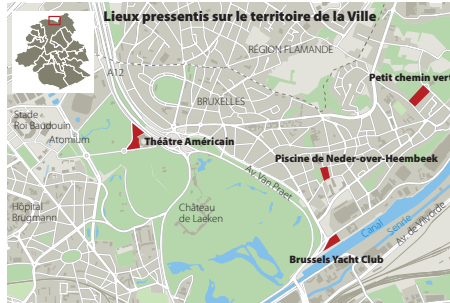 Lieux pressentis sur le territoire de la Ville
RÉGION FLAMANDE
Petit chemin vert
A12
BRUXELLES
Stade
Roi Baudouin
Atomium
Théâtre Américain
Piscine de Neder-over-Heembeek
Av. Van Praet
Hôpital
Brugmann
Château
de Laeken
Canal
Senne
Av. de Vilvorde
Brussels Yacht Club